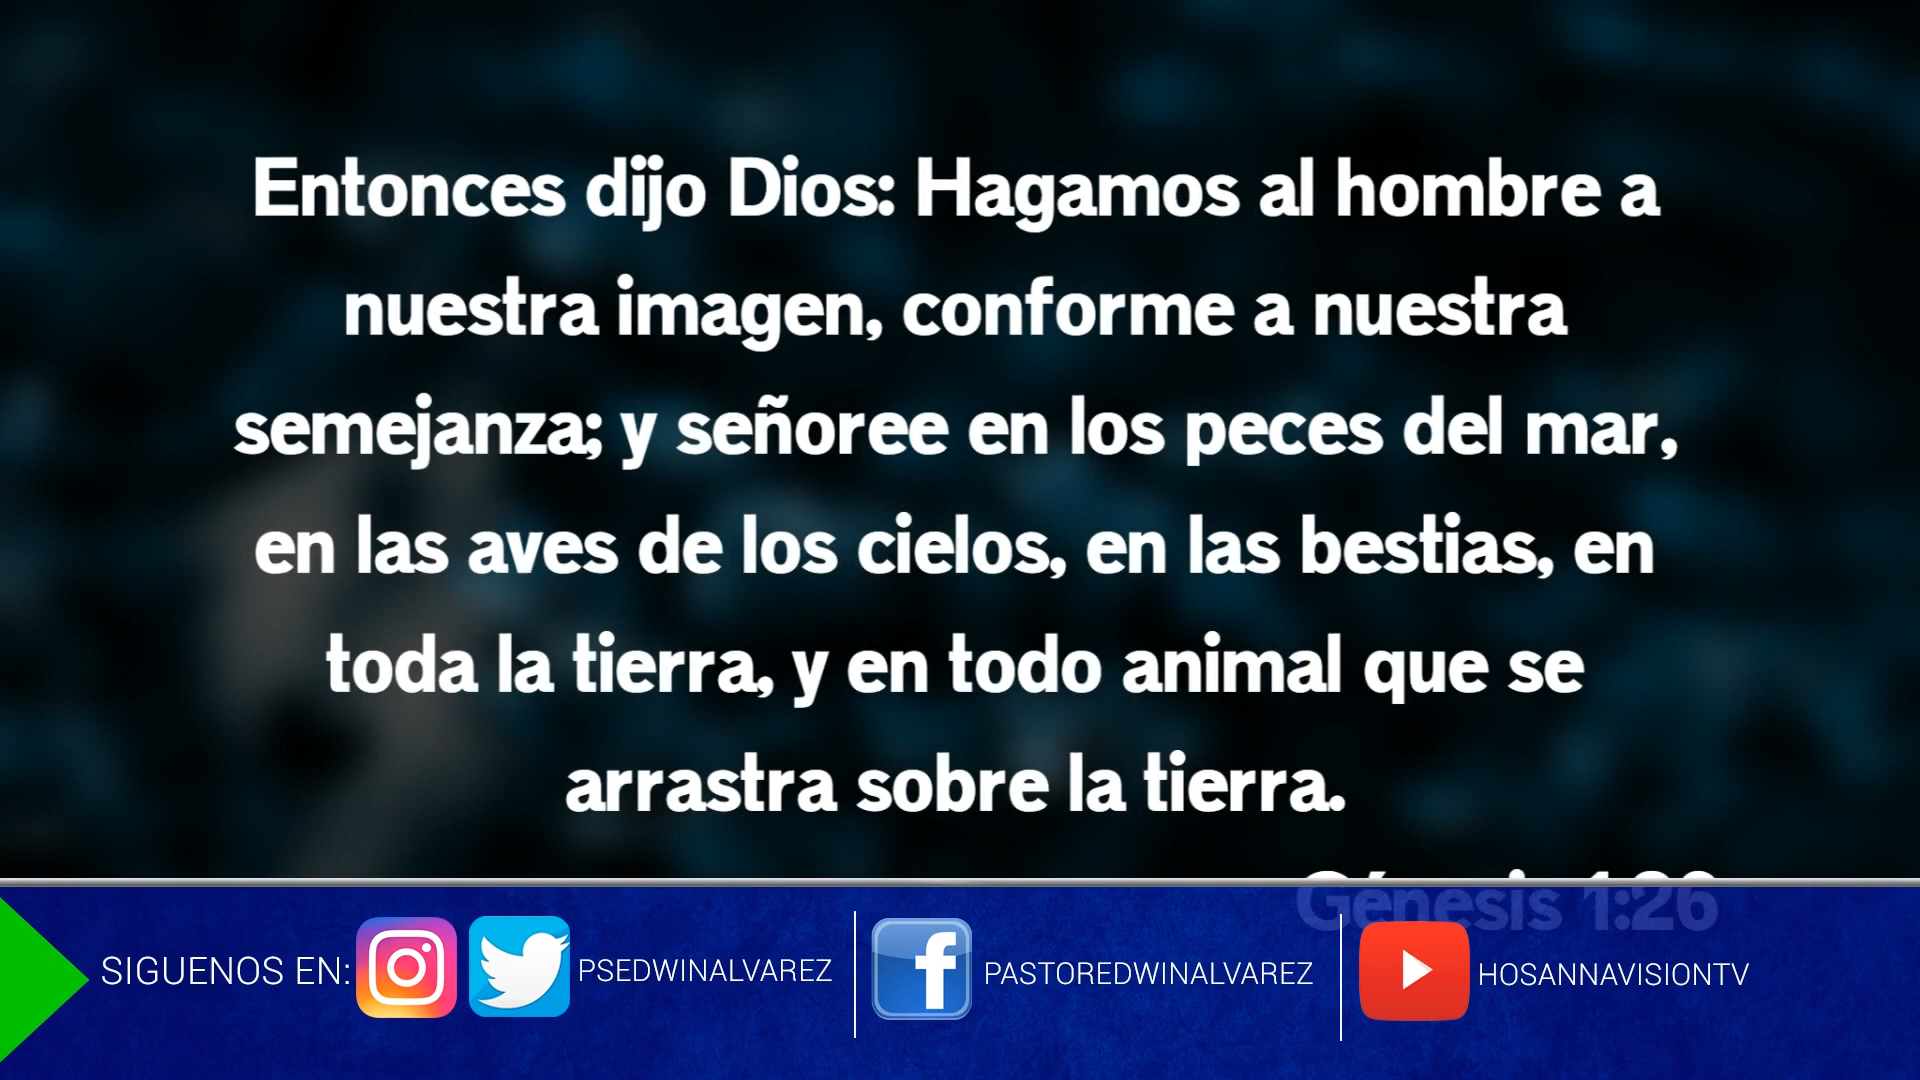 Entonces dijo Dios: Hagamos al hombre a
nuestra imagen, conforme a nuestra
semejanza; y señoree en los peces del mar,
en las aves de los cielos, en las bestias, en
toda la tierra, y en todo animal que se
arrastra sobre la tierra.
Génesis 1:26
SIGUENOS EN: PSEDWINALVAREZ PASTOREDWINALVAREZ HOSANNAVISIONTV